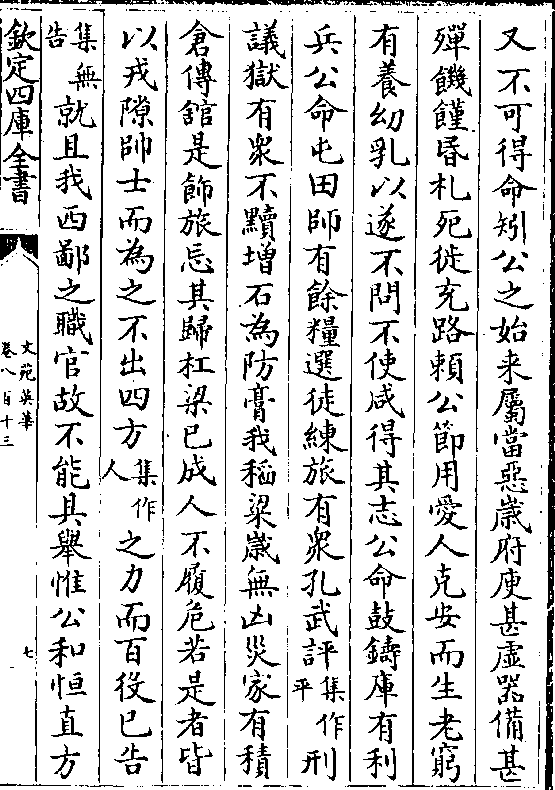 又不可得命矧公之始来屬當惡歲府庾甚虛器備甚
殫饑饉昬札死徙充路賴公節用愛人克安而生老窮
有養幼乳以遂不問不使咸得其志公命鼓鑄庫有利
兵公命屯田師有餘糧選徒練旅有衆孔武評集作平刑
議獄有衆不黷增石為防膏我稻粱歲無凶災家有積
倉傳舘是飾旅忘其歸杠梁已成人不履危若是者皆
以戎隙帥士而為之不出四方集作人之力而百役已告
集無告就且我西鄙之職官故不能具舉惟公和恒直方
欽定四庫全書
文苑英華
卷八百十三
七